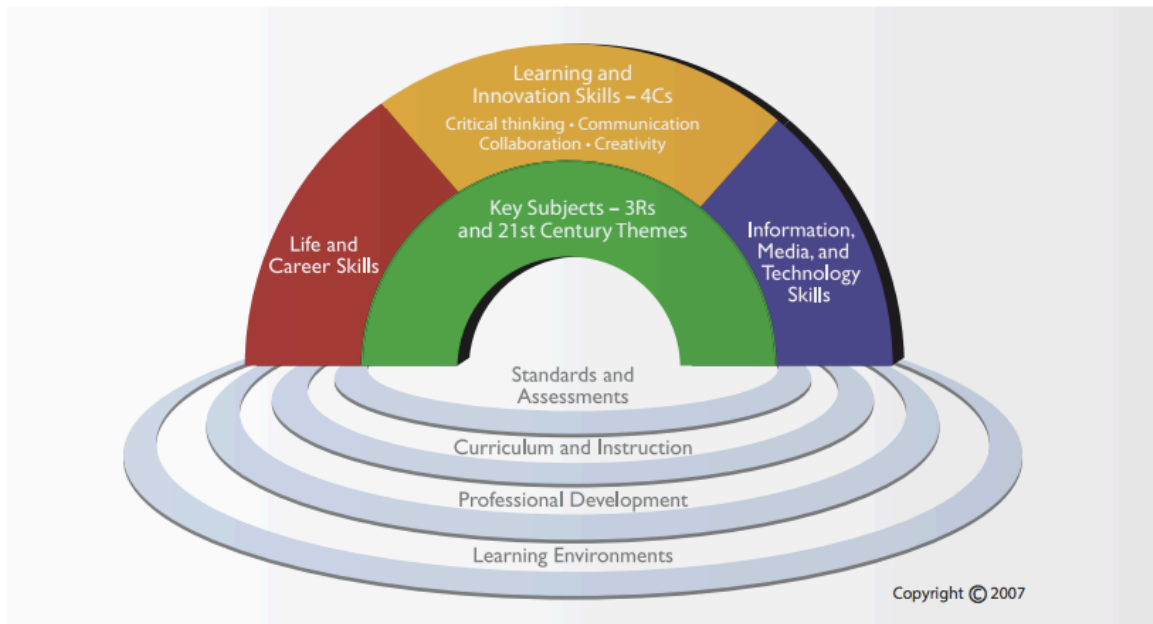 Learning and
Innovation Skills – 4Cs
Critical thinking • Communication
Collaboration • Creativity
Key Subjects – 3Rs
and 21st Century Themes
Life and
Career Skills
Information,
Media, and
Technology
Skills
Standards and
Assessments
Curriculum and Instruction
Professional Development
Learning Environments
Copyright © 2007